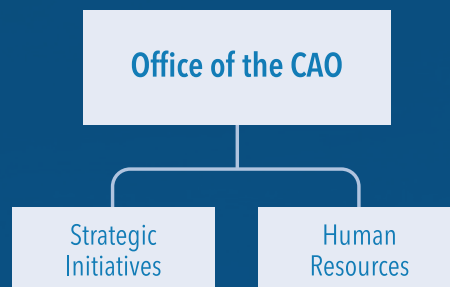 Office of the CAO
Strategic
Initiatives
Human
Resources